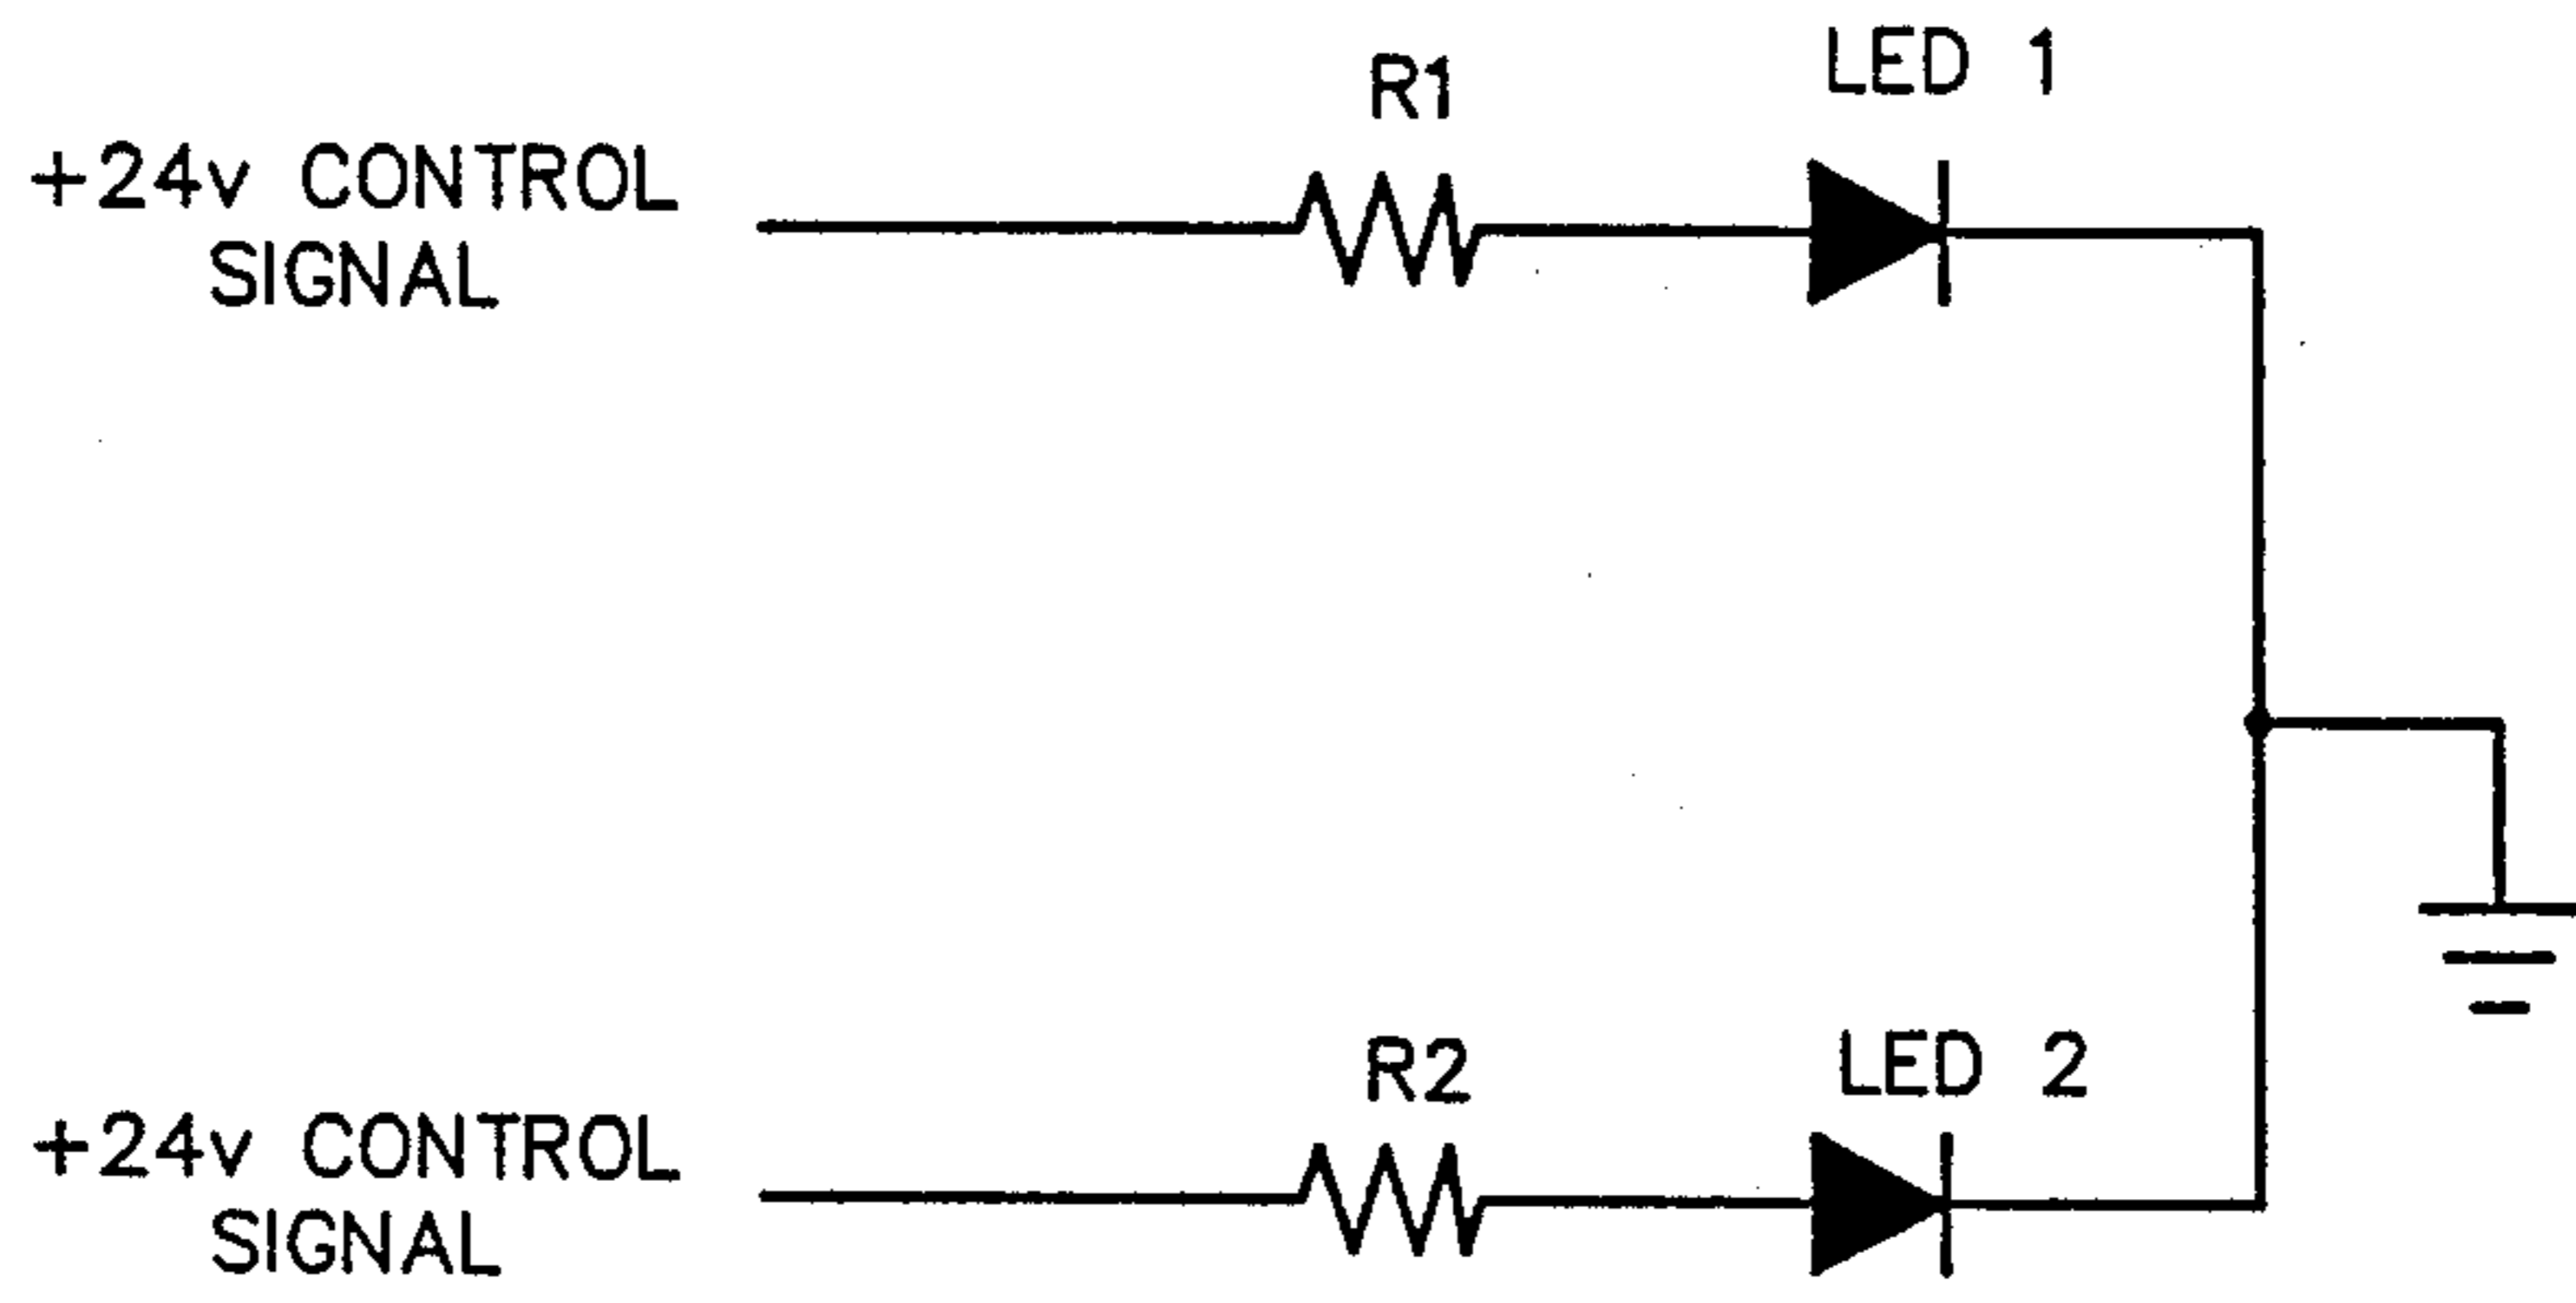 R1
LED 1
+24v CONTROL
SIGNAL
R2
LED 2
+24v CONTROL
SIGNAL